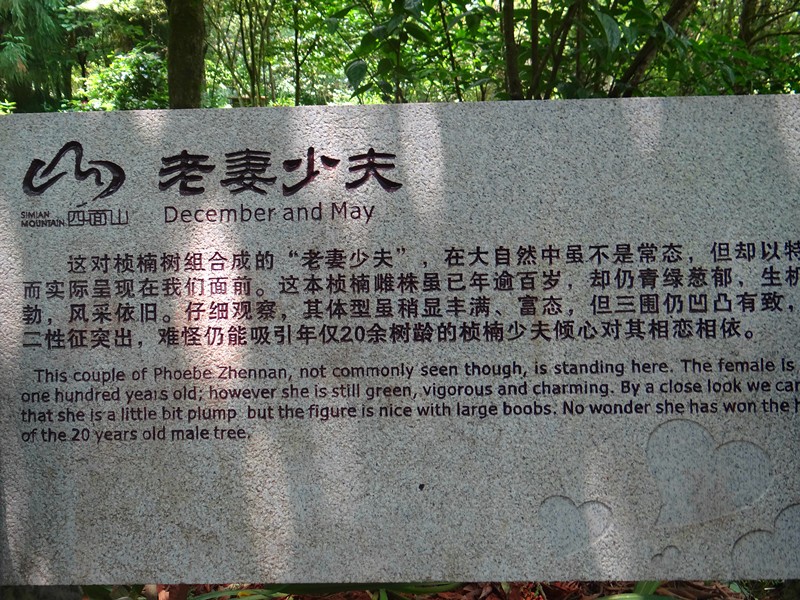 老妻少夫
SIMIAN
MOUNTAIN 四面山
December and May
这对桢楠树组合成的“老妻少夫”，在大自然中虽不是常态，但却以特
而实际呈现在我们面前。这本桢楠雌株虽已年逾百岁，却仍青绿葱郁、生机
勃，风采依旧。仔细观察，其体型虽稍显丰满、富态，但三围仍凹凸有致，
二性征突出，难怪仍能吸引年仅20余树龄的桢楠少夫倾心对其相恋相依。
This couple of Phoebe Zhennan, not commonly seen though, is standing here. The female is
one hundred years old; however she is still green, vigorous and charming. By a close look we can
that she is a little bit plump but the figure is nice with large boobs. No wonder she has won the h
of the 20 years old male tree.